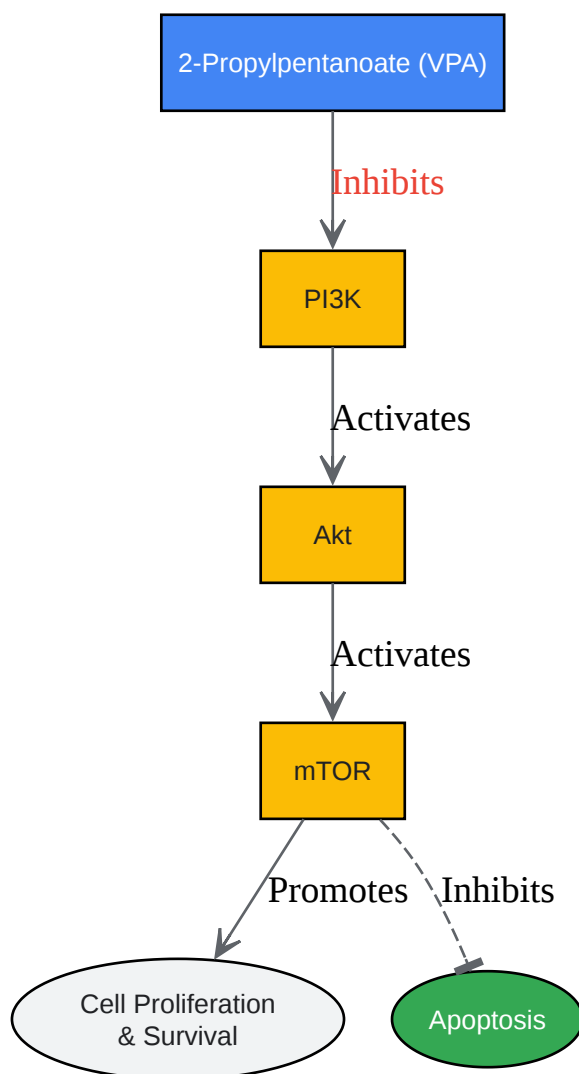 2-Propylpentanoate (VPA)
Inhibits
PI3K
Activates
Akt
Activates
mTOR
Promotes
Inhibits
Cell Proliferation
& Survival
Apoptosis